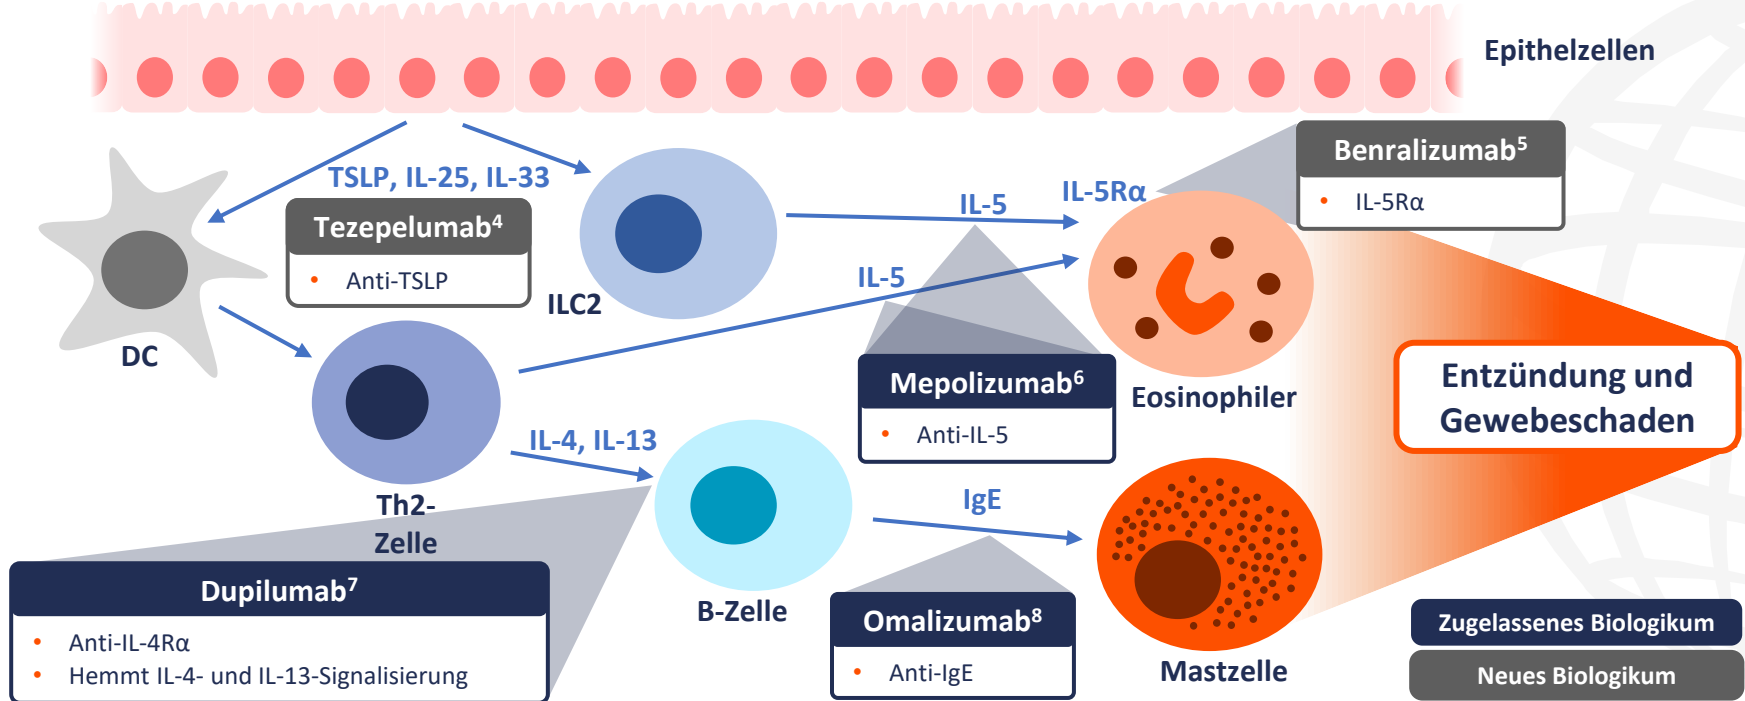 Epithelzellen
TSLP, IL-25, IL-33
Tezepelumab⁴
• Anti-TSLP
DC
ILC2
IL-5
IL-5Rα
IL-5
Benralizumab⁵
• IL-5Rα
Mepolizumab⁶
• Anti-IL-5
Eosinophiler
Entzündung und
Gewebeschaden
Th2-
Zelle
IL-4, IL-13
Dupilumab⁷
• Anti-IL-4Rα
• Hemmt IL-4- und IL-13-Signalisierung
B-Zelle
IgE
Omalizumab⁸
• Anti-IgE
Mastzelle
Zugelassenes Biologikum
Neues Biologikum